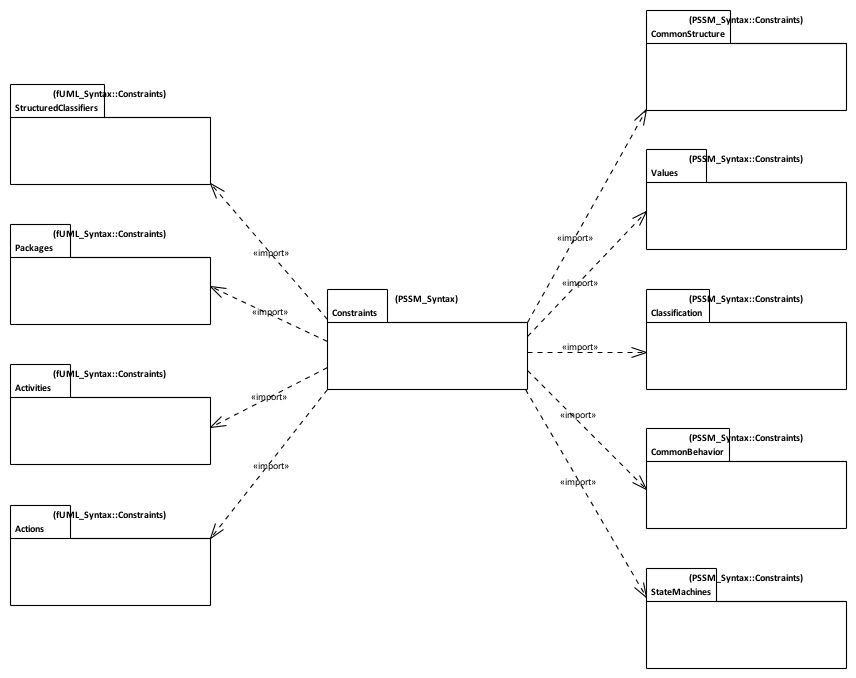 (fUML_Syntax::Constraints)
StructuredClassifiers
(fUML_Syntax::Constraints)
Packages
(fUML_Syntax::Constraints)
Activities
(fUML_Syntax::Constraints)
Actions
«import»
«import»
«import»
«import»
(PSSM_Syntax)
Constraints
«import»
«import»
«import»
«import»
«import»
(PSSM_Syntax::Constraints)
CommonStructure
(PSSM_Syntax::Constraints)
Values
(PSSM_Syntax::Constraints)
Classification
(PSSM_Syntax::Constraints)
CommonBehavior
(PSSM_Syntax::Constraints)
StateMachines